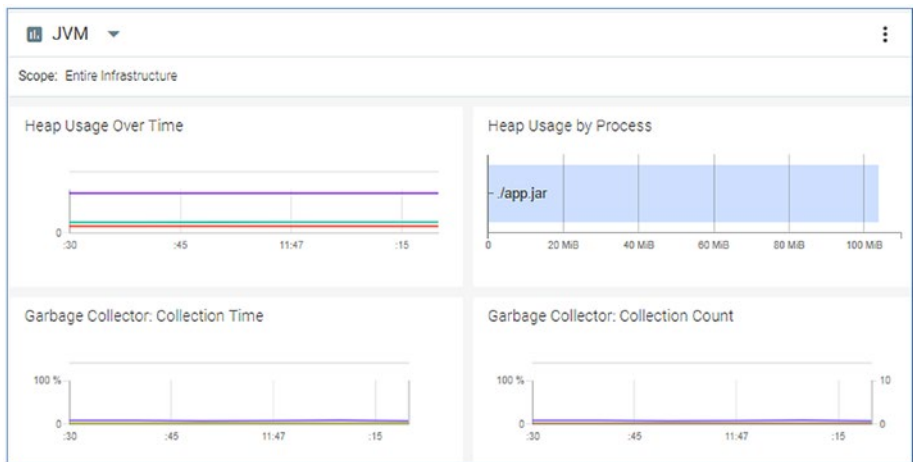 JVM
Scope: Entire Infrastructure
Heap Usage Over Time
0
:30 :45 11:47 :15
Heap Usage by Process
./app.jar
0 20 MiB 40 MiB 60 MiB 80 MiB 100 MiB
Garbage Collector: Collection Time
100 %
0
:30 :45 11:47 :15
Garbage Collector: Collection Count
100 % 10
0 0
:30 :45 11:47 :15